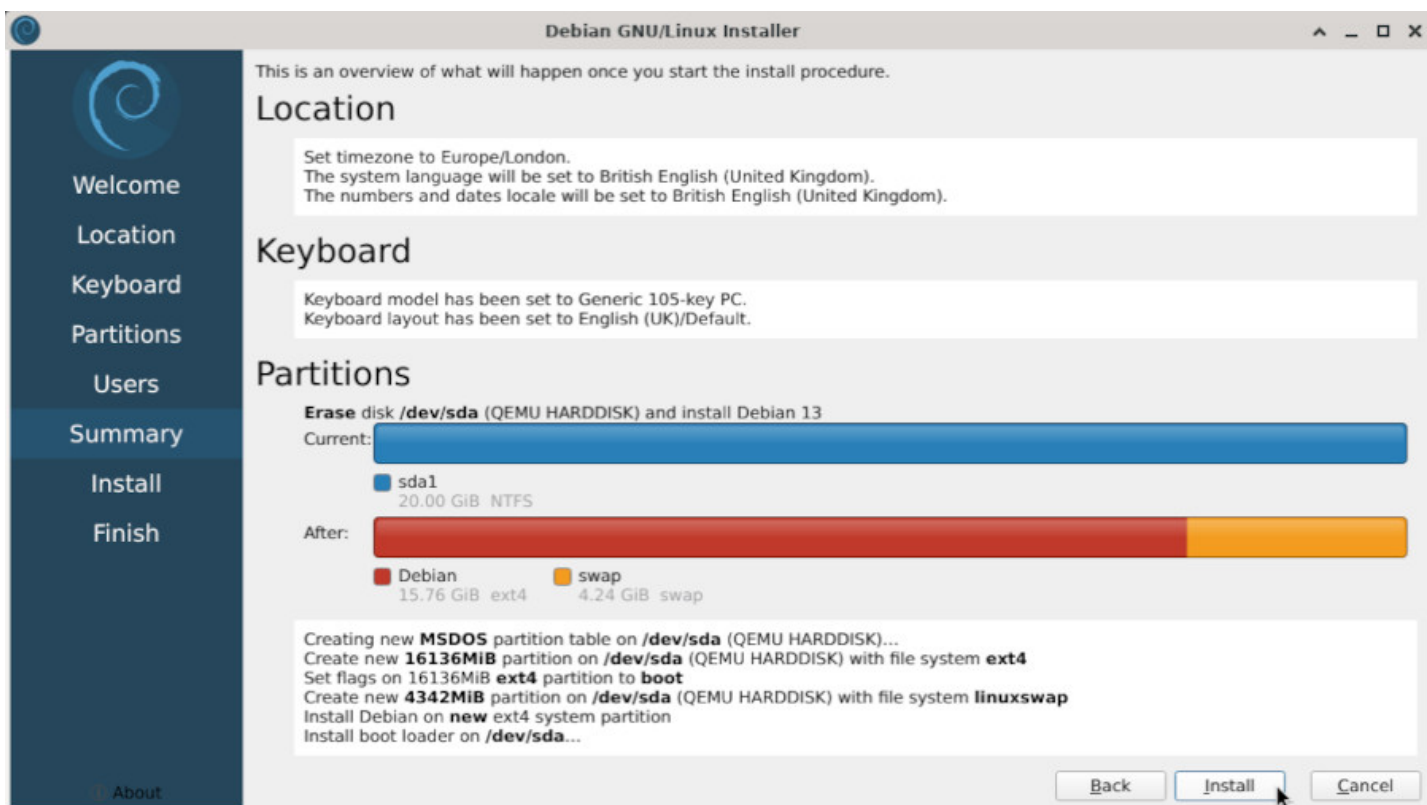 Debian GNU/Linux Installer
Welcome
Location
Keyboard
Partitions
Users
Summary
Install
Finish
About
This is an overview of what will happen once you start the install procedure.
Location
Set timezone to Europe/London.
The system language will be set to British English (United Kingdom).
The numbers and dates locale will be set to British English (United Kingdom).
Keyboard
Keyboard model has been set to Generic 105-key PC.
Keyboard layout has been set to English (UK)/Default.
Partitions
Erase disk /dev/sda (QEMU HARDDISK) and install Debian 13
Current:
sda1
20.00 GiB NTFS
After:
Debian
15.76 GiB ext4
swap
4.24 GiB swap
Creating new MSDOS partition table on /dev/sda (QEMU HARDDISK)...
Create new 16136MiB partition on /dev/sda (QEMU HARDDISK) with file system ext4
Set flags on 16136MiB ext4 partition to boot
Create new 4342MiB partition on /dev/sda (QEMU HARDDISK) with file system linuxswap
Install Debian on new ext4 system partition
Install boot loader on /dev/sda...
Back
Install
Cancel